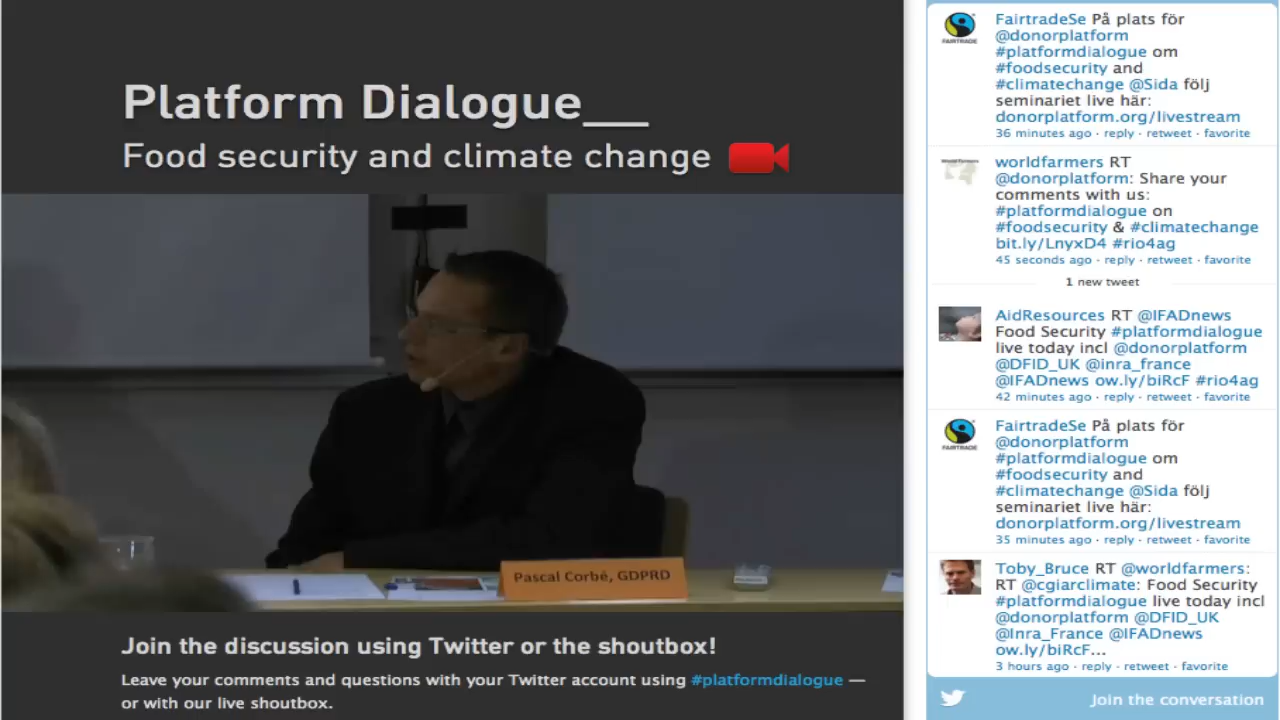 Platform Dialogue__
Food security and climate change
Pascal Corbé, GDPRD
Join the discussion using Twitter or the shoutbox!
Leave your comments and questions with your Twitter account using #platformdialogue —
or with our live shoutbox.
FAIRTRADE
FairtradeSe På plats för
@donorplatform
#platformdialogue om
#foodsecurity and
#climatechange @Sida följ
seminariet live här:
donorplatform.org/livestream
36 minutes ago · reply · retweet · favorite
World Farmers
worldfarmers RT
@donorplatform: Share your
comments with us:
#platformdialogue on
#foodsecurity & #climatechange
bit.ly/LnyxD4 #rio4ag
45 seconds ago · reply · retweet · favorite
1 new tweet
AidResources RT @IFADnews
Food Security #platformdialogue
live today incl @donorplatform
@DFID_UK @inra_france
@IFADnews ow.ly/biRcF #rio4ag
42 minutes ago · reply · retweet · favorite
FAIRTRADE
FairtradeSe På plats för
@donorplatform
#platformdialogue om
#foodsecurity and
#climatechange @Sida följ
seminariet live här:
donorplatform.org/livestream
35 minutes ago · reply · retweet · favorite
Toby_Bruce RT @worldfarmers:
RT @cgiarclimate: Food Security
#platformdialogue live today incl
@donorplatform @DFID_UK
@Inra_France @IFADnews
ow.ly/biRcF...
3 hours ago · reply · retweet · favorite
Join the conversation